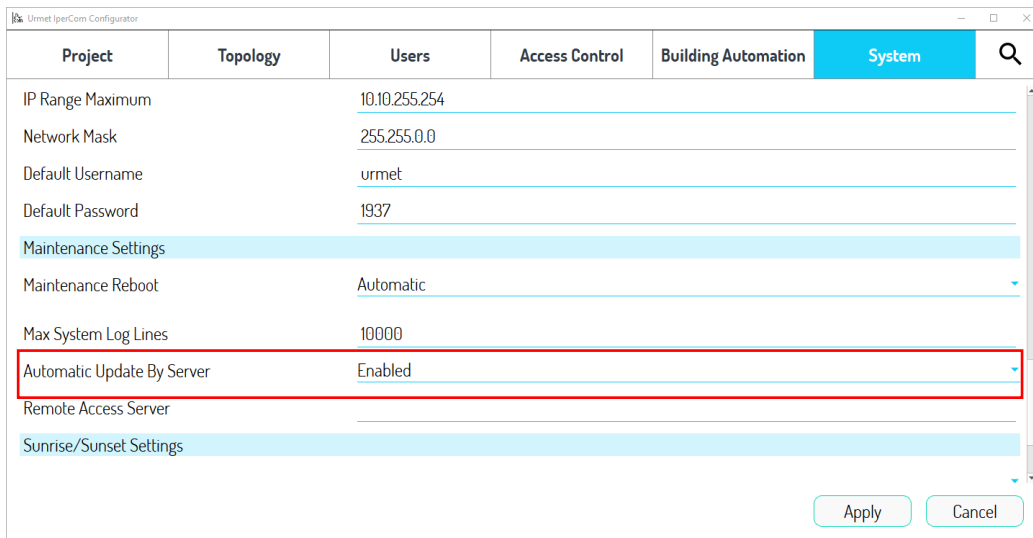 Urmet IperCom Configurator
Project Topology Users Access Control Building Automation System
IP Range Maximum 10.10.255.254
Network Mask 255.255.0.0
Default Username urmet
Default Password 1937
Maintenance Settings
Maintenance Reboot Automatic
Max System Log Lines 10000
Automatic Update By Server Enabled
Remote Access Server
Sunrise/Sunset Settings
Apply Cancel